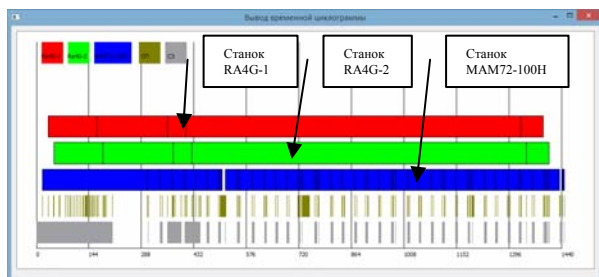 Вывод временной циклограммы
Станок
RA4G-1
Станок
RA4G-2
Станок
MAM72-100H
0 144 288 432 576 720 864 1008 1152 1296 1440